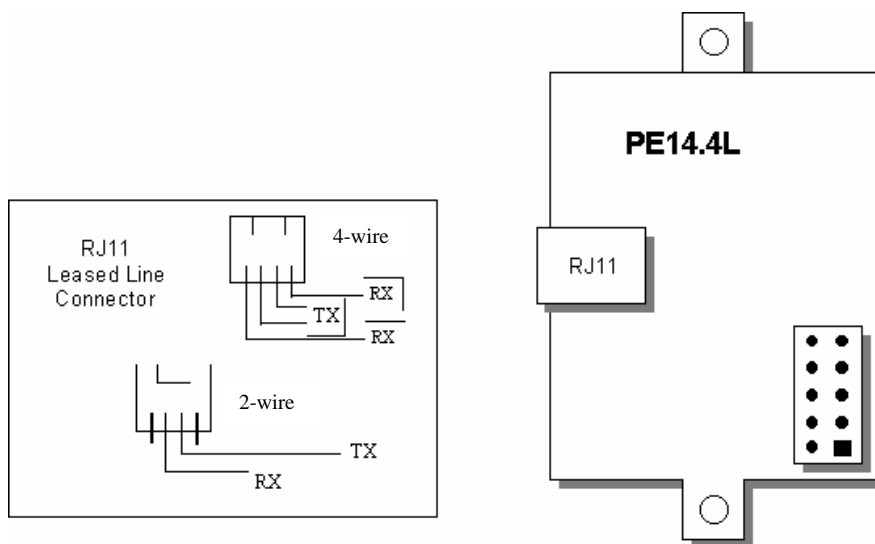 PE14.4L
RJ11
Leased Line
Connector
4-wire
RX
TX
RX
2-wire
TX
RX
RJ11